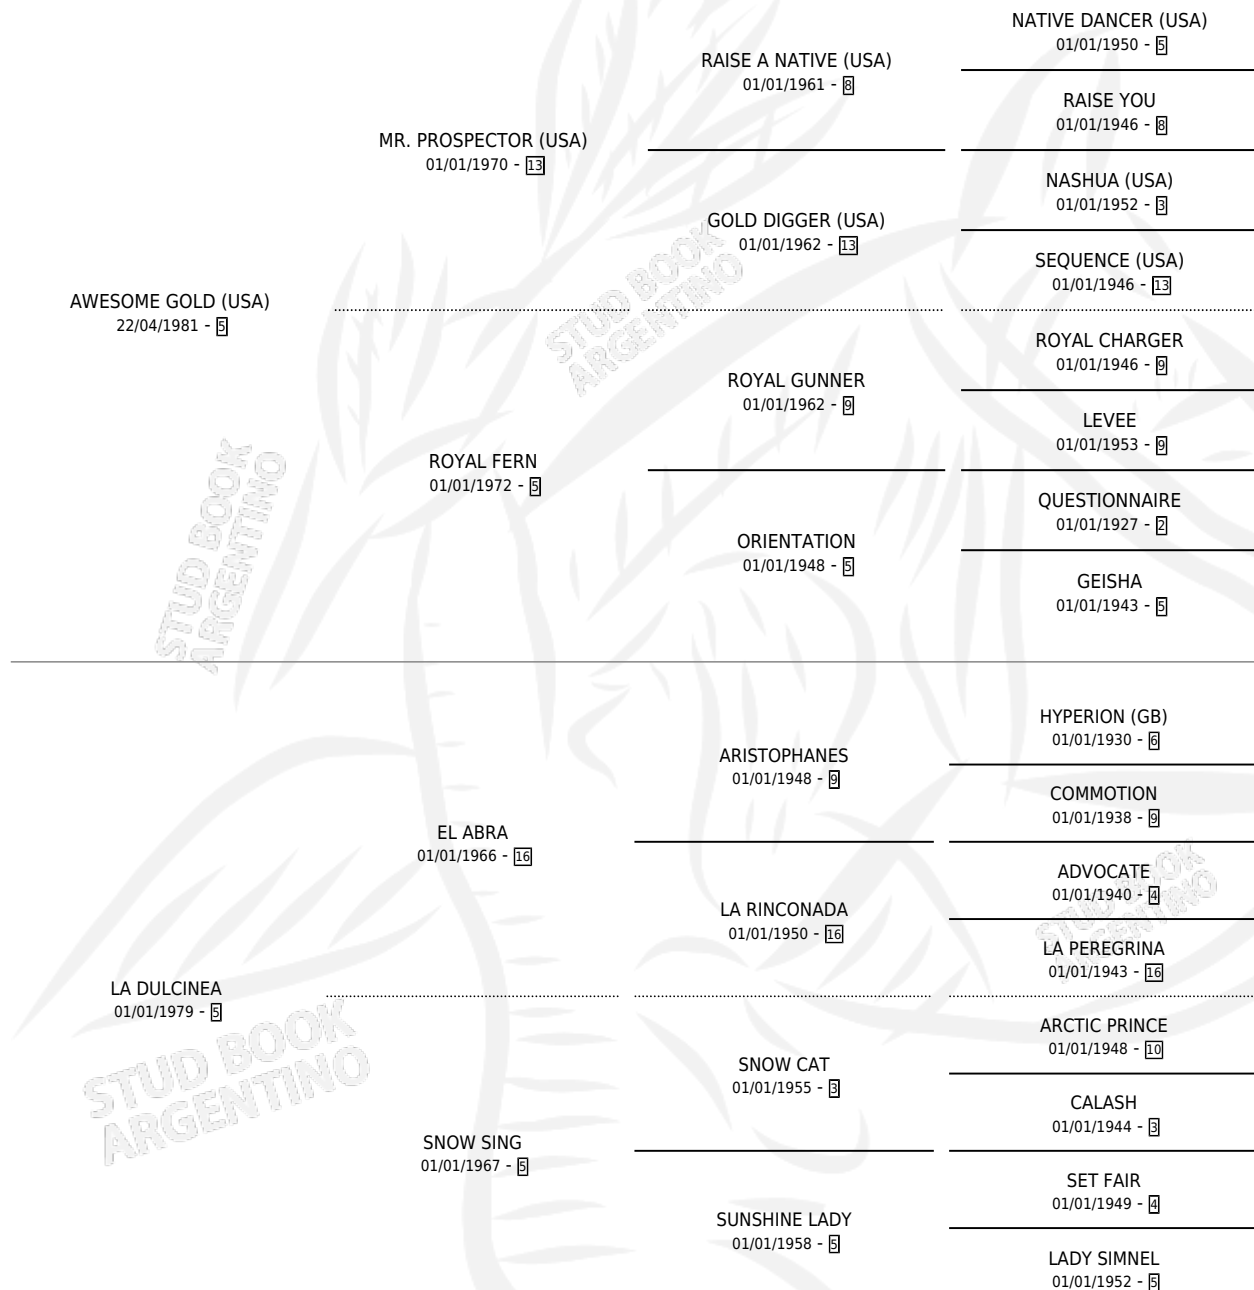 NATIVE DANCER (USA)
01/01/1950 - 5
RAISE A NATIVE (USA)
01/01/1961 - 8
RAISE YOU
01/01/1946 - 8
MR. PROSPECTOR (USA)
01/01/1970 - 13
NASHUA (USA)
01/01/1952 - 3
GOLD DIGGER (USA)
01/01/1962 - 13
SEQUENCE (USA)
01/01/1946 - 13
AWESOME GOLD (USA)
22/04/1981 - 5
STUD BOOK
ARGENTINO
ROYAL CHARGER
01/01/1946 - 9
ROYAL GUNNER
01/01/1962 - 9
LEVEE
01/01/1953 - 9
ROYAL FERN
01/01/1972 - 5
QUESTIONNAIRE
01/01/1927 - 2
ORIENTATION
01/01/1948 - 5
GEISHA
01/01/1943 - 5
STUD BOOK
ARGENTINO
HYPERION (GB)
01/01/1930 - 6
ARISTOPHANES
01/01/1948 - 9
COMMOTION
01/01/1938 - 9
EL ABRA
01/01/1966 - 16
ADVOCATE
01/01/1940 - 4
LA RINCONADA
01/01/1950 - 16
LA PEREGRINA
01/01/1943 - 16
STUD BOOK
ARGENTINO
LA DULCINEA
01/01/1979 - 5
STUD BOOK
ARGENTINO
ARCTIC PRINCE
01/01/1948 - 10
SNOW CAT
01/01/1955 - 3
CALASH
01/01/1944 - 3
SNOW SING
01/01/1967 - 5
SET FAIR
01/01/1949 - 4
SUNSHINE LADY
01/01/1958 - 5
LADY SIMNEL
01/01/1952 - 5